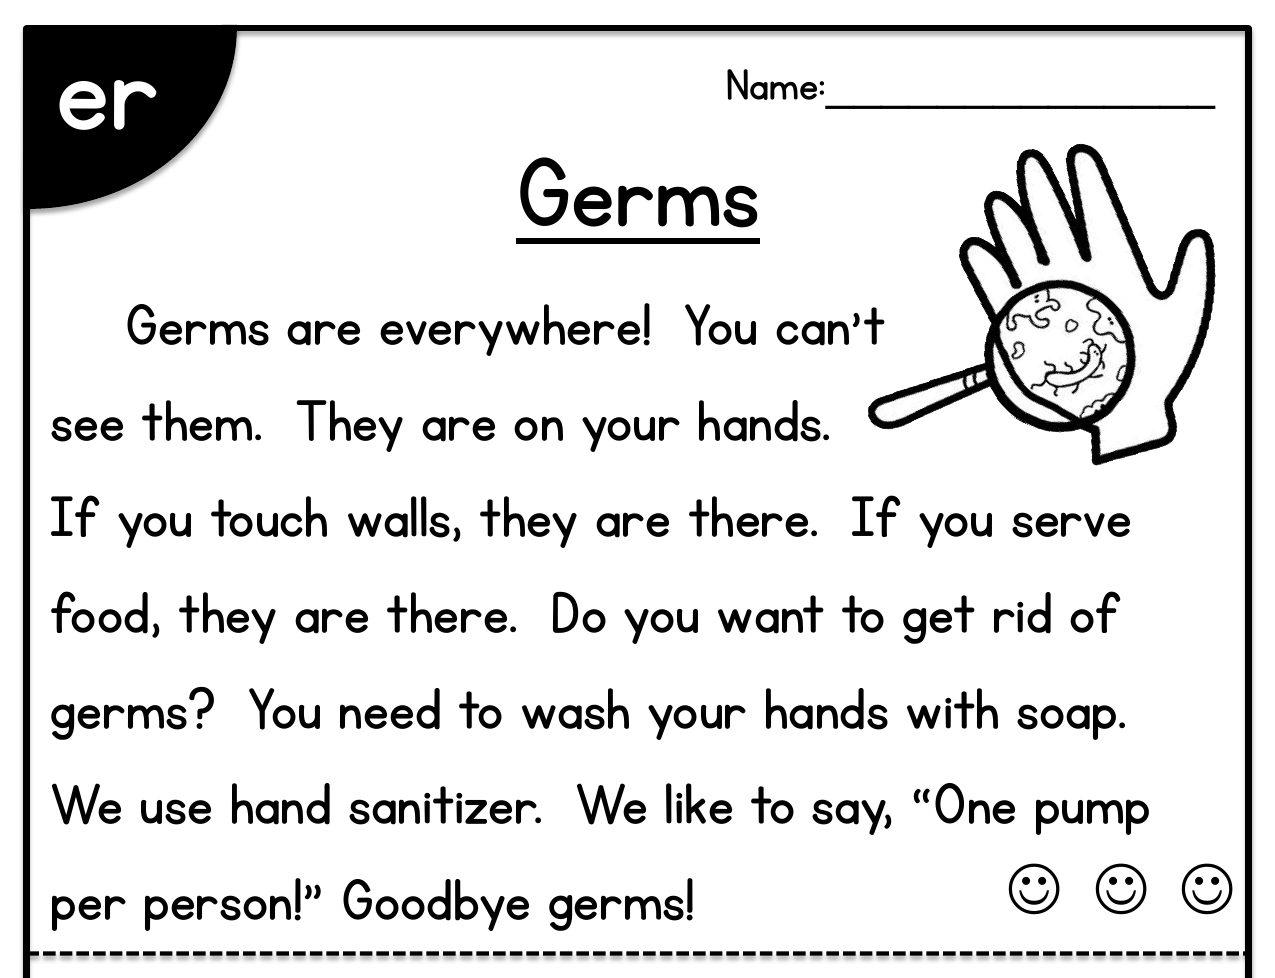 er
Name:
Germs
Germs are everywhere! You can't
see them. They are on your hands.
If you touch walls, they are there. If you serve
food, they are there. Do you want to get rid of
germs? You need to wash your hands with soap.
We use hand sanitizer. We like to say, “One pump
per person!” Goodbye germs!